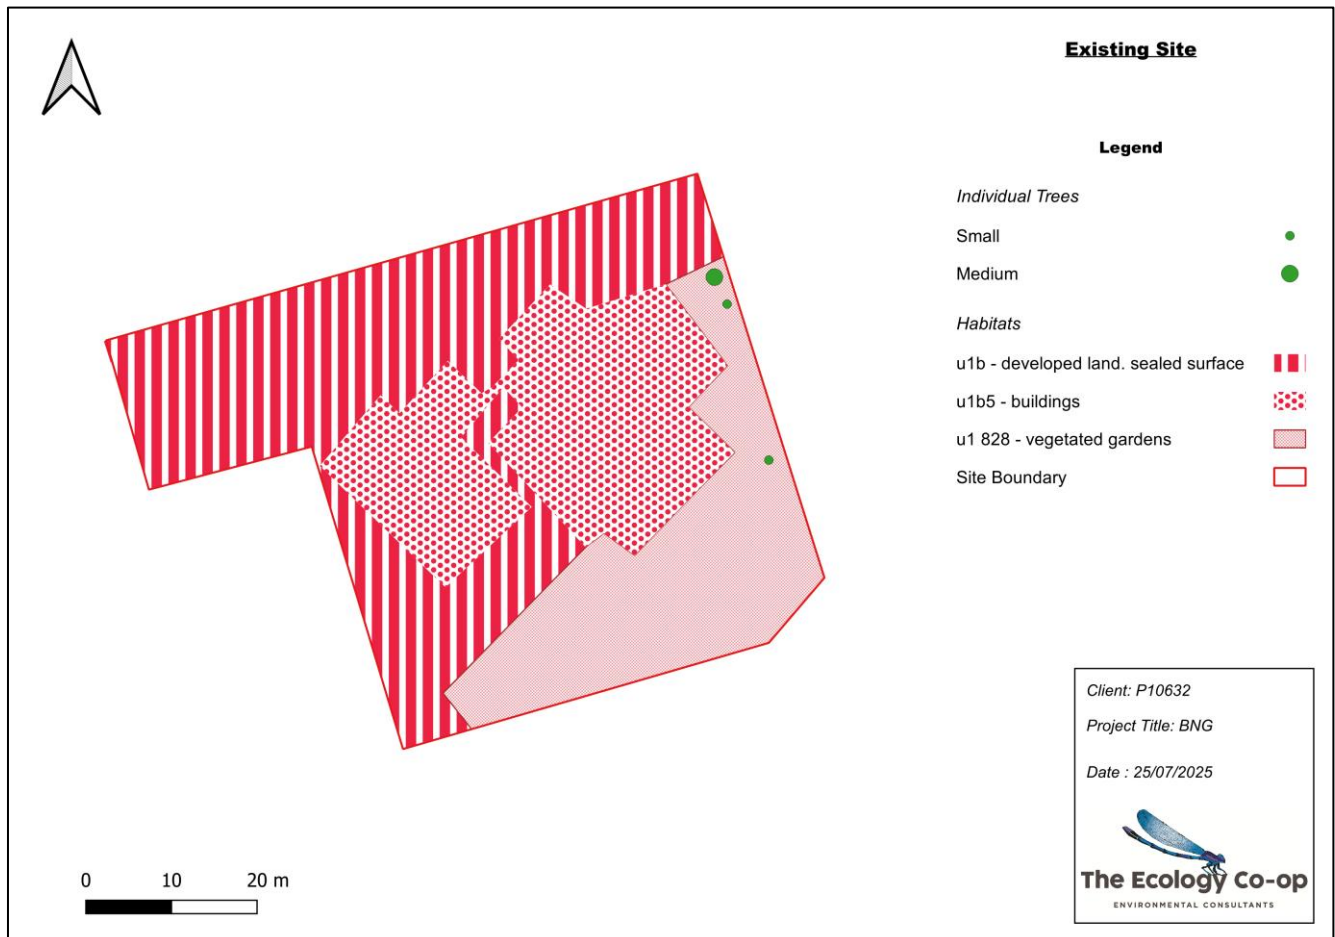 Existing Site
Legend
Individual Trees
Small
Medium
Habitats
u1b - developed land. sealed surface
u1b5 - buildings
u1 828 - vegetated gardens
Site Boundary
Client: P10632
Project Title: BNG
Date : 25/07/2025
The Ecology Co-op
ENVIRONMENTAL CONSULTANTS
0 10 20 m